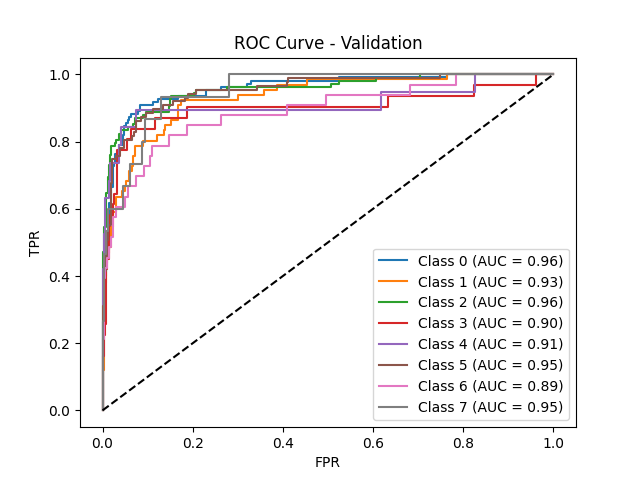 ROC Curve - Validation
1.0
0.8
0.6
0.4
0.2
0.0
TPR
0.0 0.2 0.4 0.6 0.8 1.0
FPR
Class 0 (AUC = 0.96)
Class 1 (AUC = 0.93)
Class 2 (AUC = 0.96)
Class 3 (AUC = 0.90)
Class 4 (AUC = 0.91)
Class 5 (AUC = 0.95)
Class 6 (AUC = 0.89)
Class 7 (AUC = 0.95)